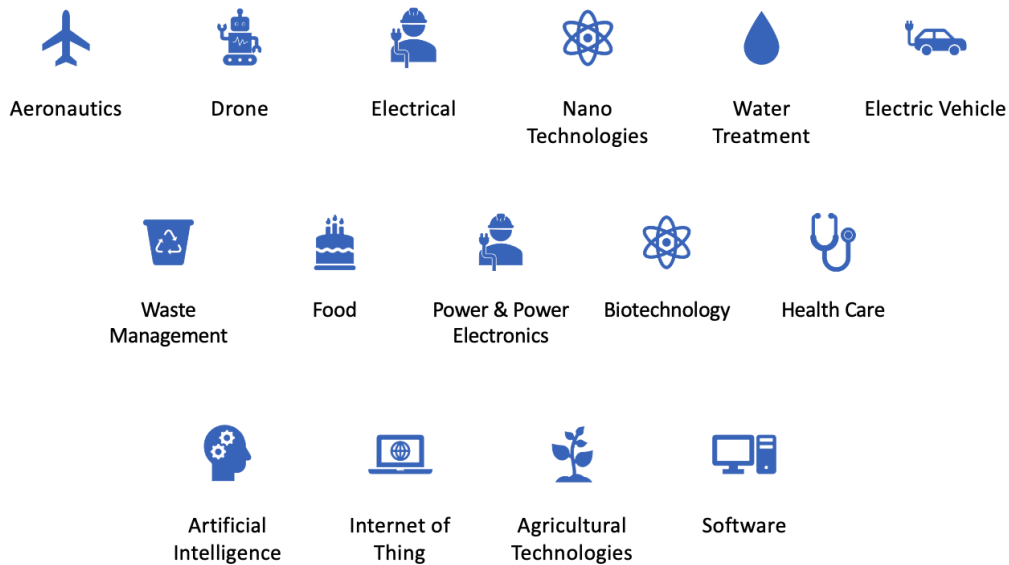 Aeronautics
Drone
Electrical
Nano
Technologies
Water
Treatment
Electric Vehicle
Waste
Management
Food
Power & Power
Electronics
Biotechnology
Health Care
Artificial
Intelligence
Internet of
Thing
Agricultural
Technologies
Software